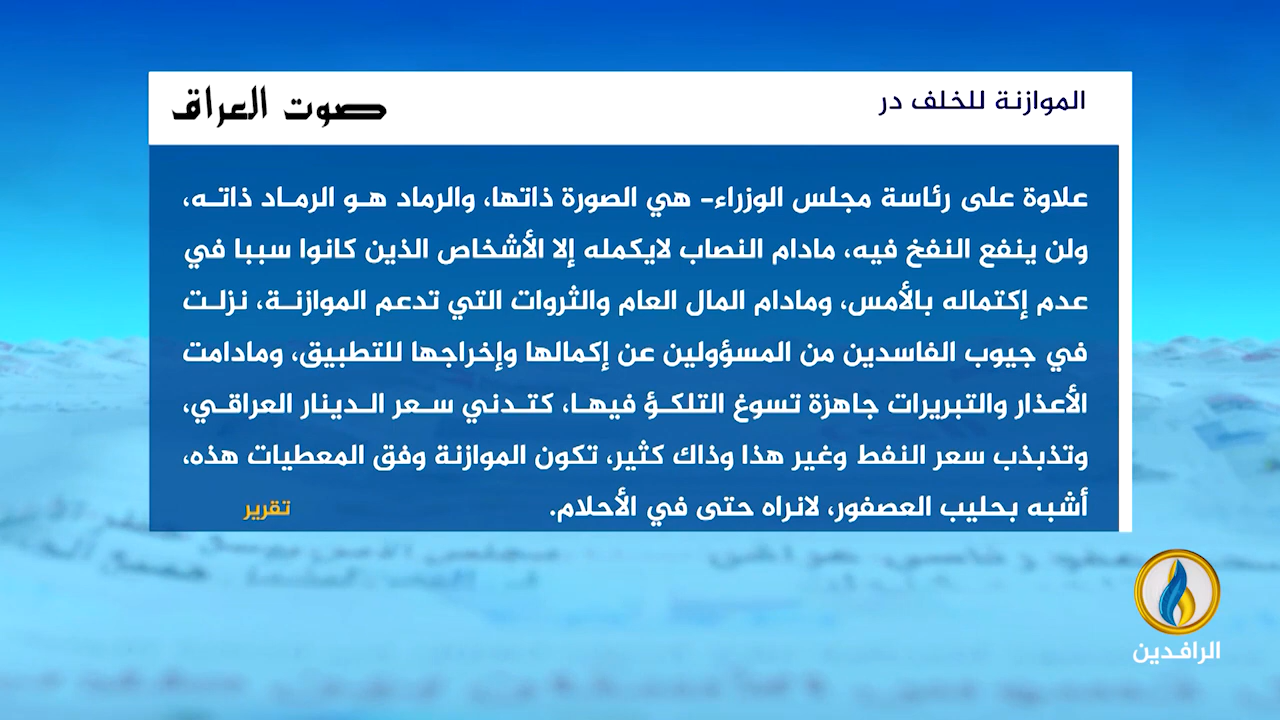 الموازنة للخلف در
صوت العراق
علاوة على رئاسة مجلس الوزراء- هي الصورة ذاتها، والرماد هو الرماد ذاته،
ولن ينفع النفخ فيه، مادام النصاب لايكمله إلا الأشخاص الذين كانوا سببا في
عدم إكتماله بالأمس، ومادام المال العام والثروات التي تدعم الموازنة، نزلت
في جيوب الفاسدين من المسؤولين عن إكمالها وإخراجها للتطبيق، ومادامت
الأعذار والتبريرات جاهزة تسوغ التلكؤ فيها، كتدني سعر الدينار العراقي،
وتذبذب سعر النفط وغير هذا وذاك كثير، تكون الموازنة وفق المعطيات هذه،
أشبه بحليب العصفور، لانراه حتى في الأحلام.
تقرير
الرافدين